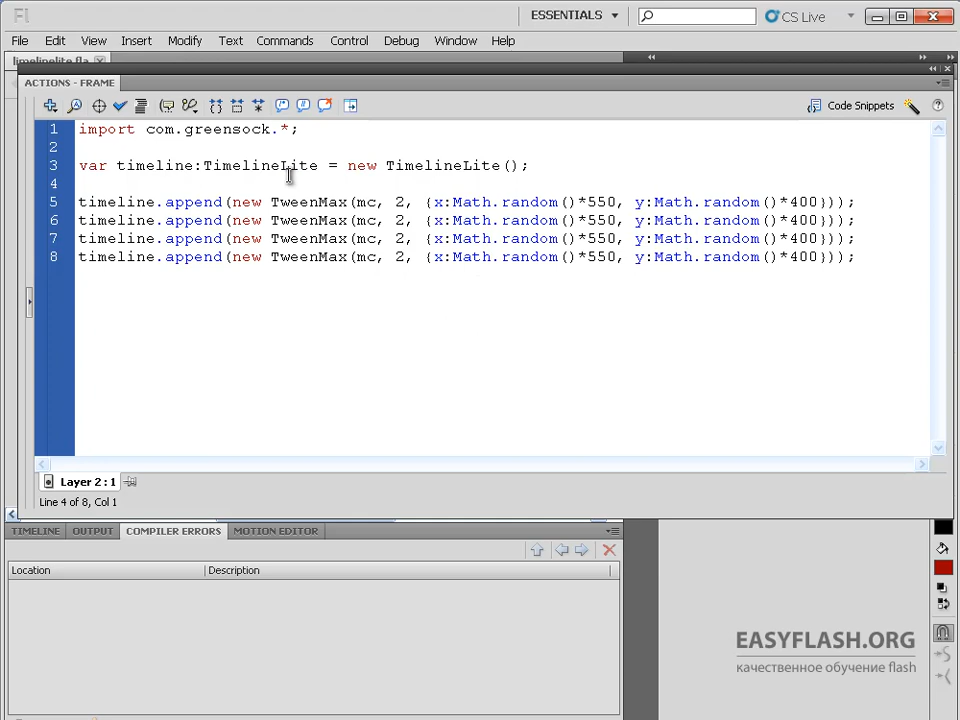 Fl
ESSENTIALS
CS Live
File Edit View Insert Modify Text Commands Control Debug Window Help
timelinelite.fla
ACTIONS - FRAME
Code Snippets
1 import com.greensock.*;
2
3 var timeline:TimelineLite = new TimelineLite();
4
5 timeline.append(new TweenMax(mc, 2, {x:Math.random()*550, y:Math.random()*400}));
6 timeline.append(new TweenMax(mc, 2, {x:Math.random()*550, y:Math.random()*400}));
7 timeline.append(new TweenMax(mc, 2, {x:Math.random()*550, y:Math.random()*400}));
8 timeline.append(new TweenMax(mc, 2, {x:Math.random()*550, y:Math.random()*400}));
Layer 2 : 1
Line 4 of 8, Col 1
TIMELINE OUTPUT COMPILER ERRORS MOTION EDITOR
Location Description
EASYFLASH.ORG
качественное обучение flash